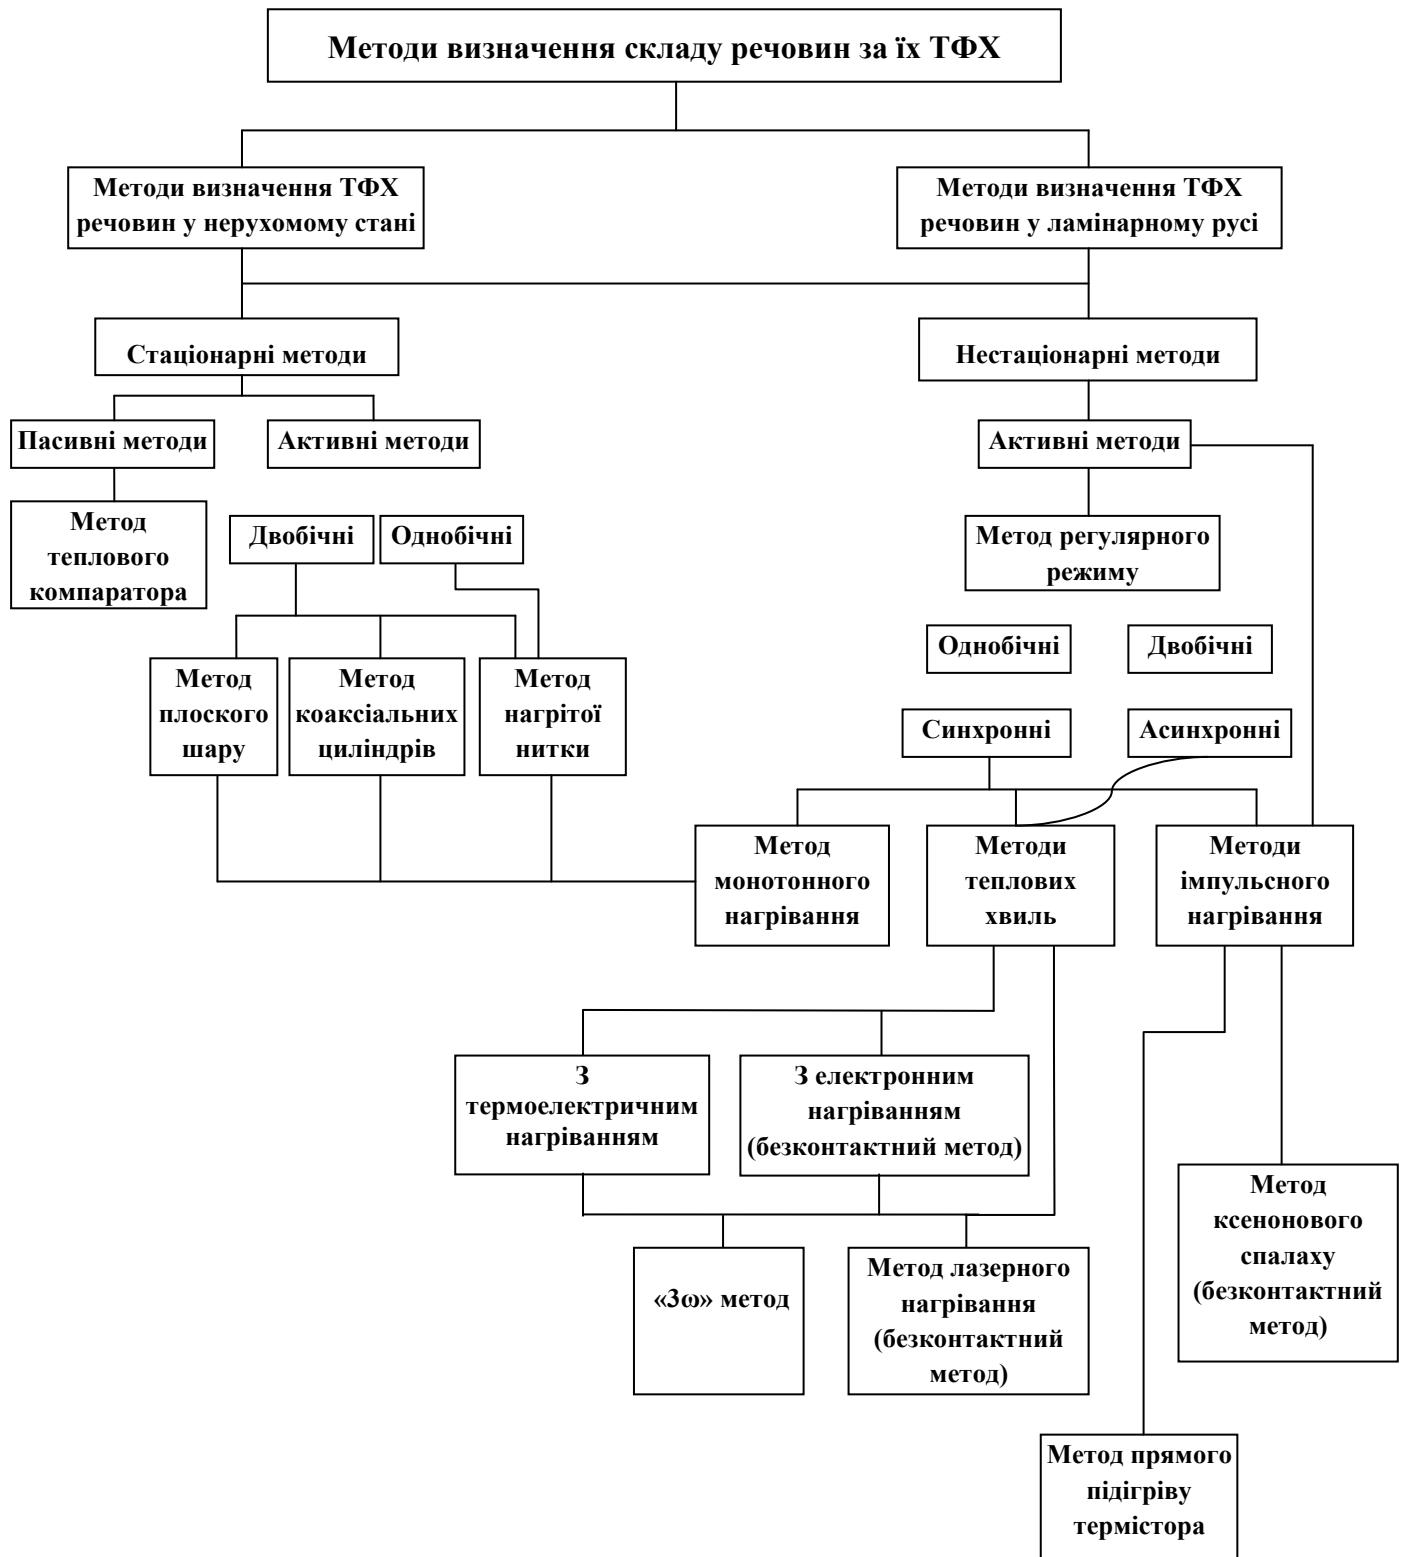 Методи визначення складу речовин за їх ТФХ
Методи визначення ТФХ
речовин у нерухомому стані
Методи визначення ТФХ
речовин у ламінарному русі
Стаціонарні методи
Нестаціонарні методи
Пасивні методи
Активні методи
Активні методи
Метод
теплового
компаратора
Двобічні
Однобічні
Метод регулярного
режиму
Однобічні
Двобічні
Метод
плоского
шару
Метод
коаксіальних
циліндрів
Метод
нагрітої
нитки
Синхронні
Асинхронні
Метод
монотонного
нагрівання
Методи
теплових
хвиль
Методи
імпульсного
нагрівання
З
термоелектричним
нагріванням
З електронним
нагріванням
(безконтактний метод)
Метод
ксенонового
спалаху
(безконтактний
метод)
«3ω» метод
Метод лазерного
нагрівання
(безконтактний
метод)
Метод прямого
підігріву
термістора